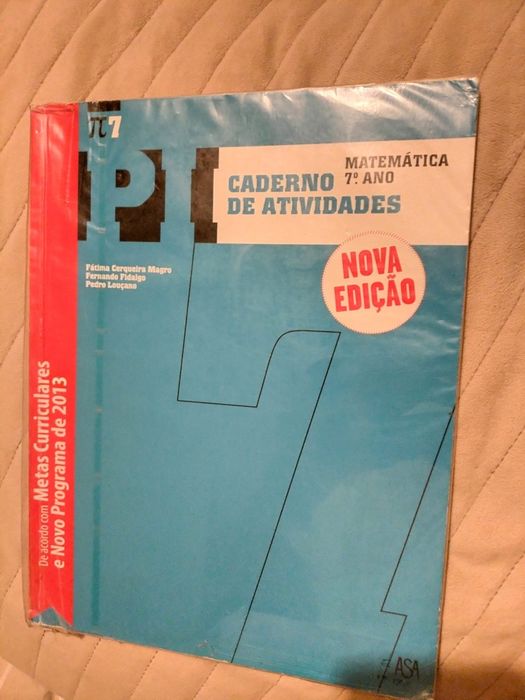 π7
PI
CADERNO
DE ATIVIDADES
MATEMÁTICA
7.º ANO
NOVA
EDIÇÃO
Fátima Cerqueira Magro
Fernando Fidalgo
Pedro Louçano
De acordo com Metas Curriculares
e Novo Programa de 2013
ASA